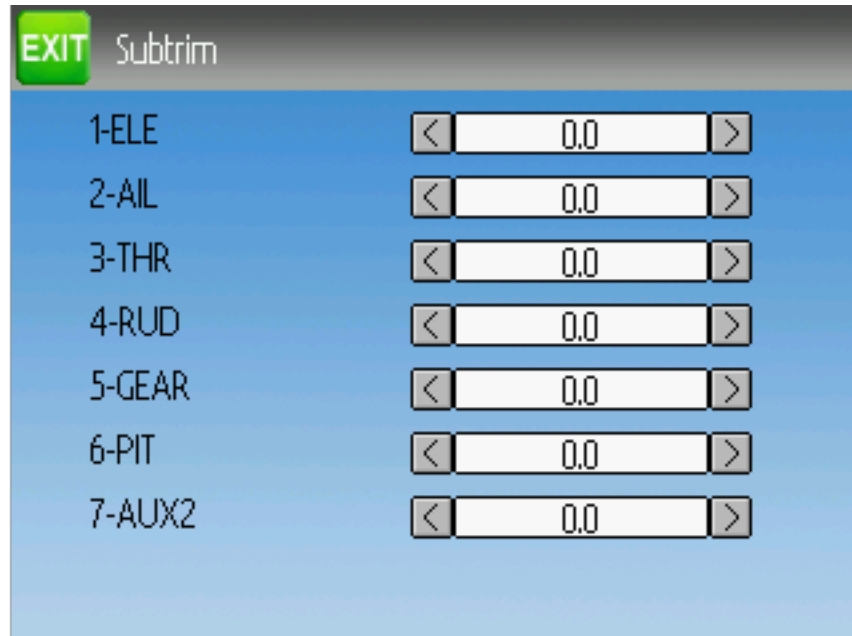 EXIT Subtrim
1-ELE < 0.0 >
2-AIL < 0.0 >
3-THR < 0.0 >
4-RUD < 0.0 >
5-GEAR < 0.0 >
6-PIT < 0.0 >
7-AUX2 < 0.0 >